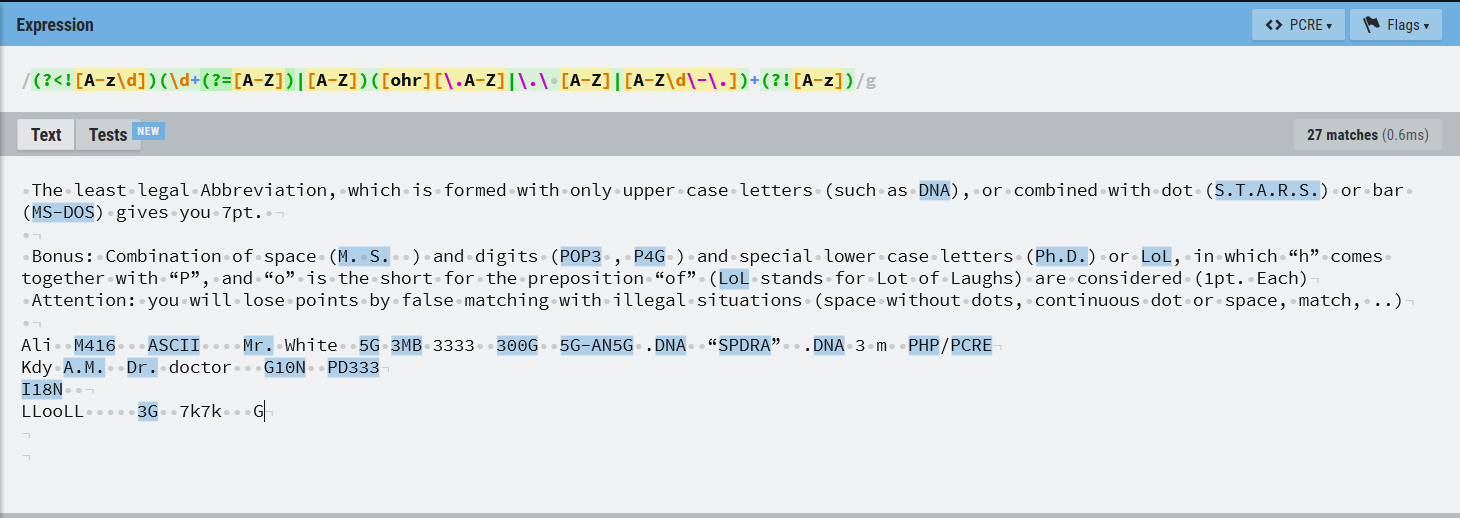 Expression
<> PCRE ▾
Flags ▾
/(?<![A-z\d])(\d+(?=[A-Z])|[A-Z])([ohr][\.A-Z]|\.\ [A-Z]|[A-Z\d\-\.])+(?![A-z])/g
Text
Tests NEW
27 matches (0.6ms)
The least legal Abbreviation, which is formed with only upper case letters (such as DNA), or combined with dot (S.T.A.R.S.) or bar
(MS-DOS) gives you 7pt.
Bonus: Combination of space (M. S.  ) and digits (POP3 , P4G ) and special lower case letters (Ph.D.) or LoL, in which “h” comes
together with “P”, and “o” is the short for the preposition “of” (LoL stands for Lot of Laughs) are considered (1pt. Each)
Attention: you will lose points by false matching with illegal situations (space without dots, continuous dot or space, match, ..)
Ali  M416   ASCII    Mr. White  5G 3MB 3333  300G  5G-AN5G .DNA  “SPDRA”  .DNA 3 m  PHP/PCRE
Kdy A.M.  Dr. doctor   G10N  PD333
I18N
LLooLL     3G  7k7k   G